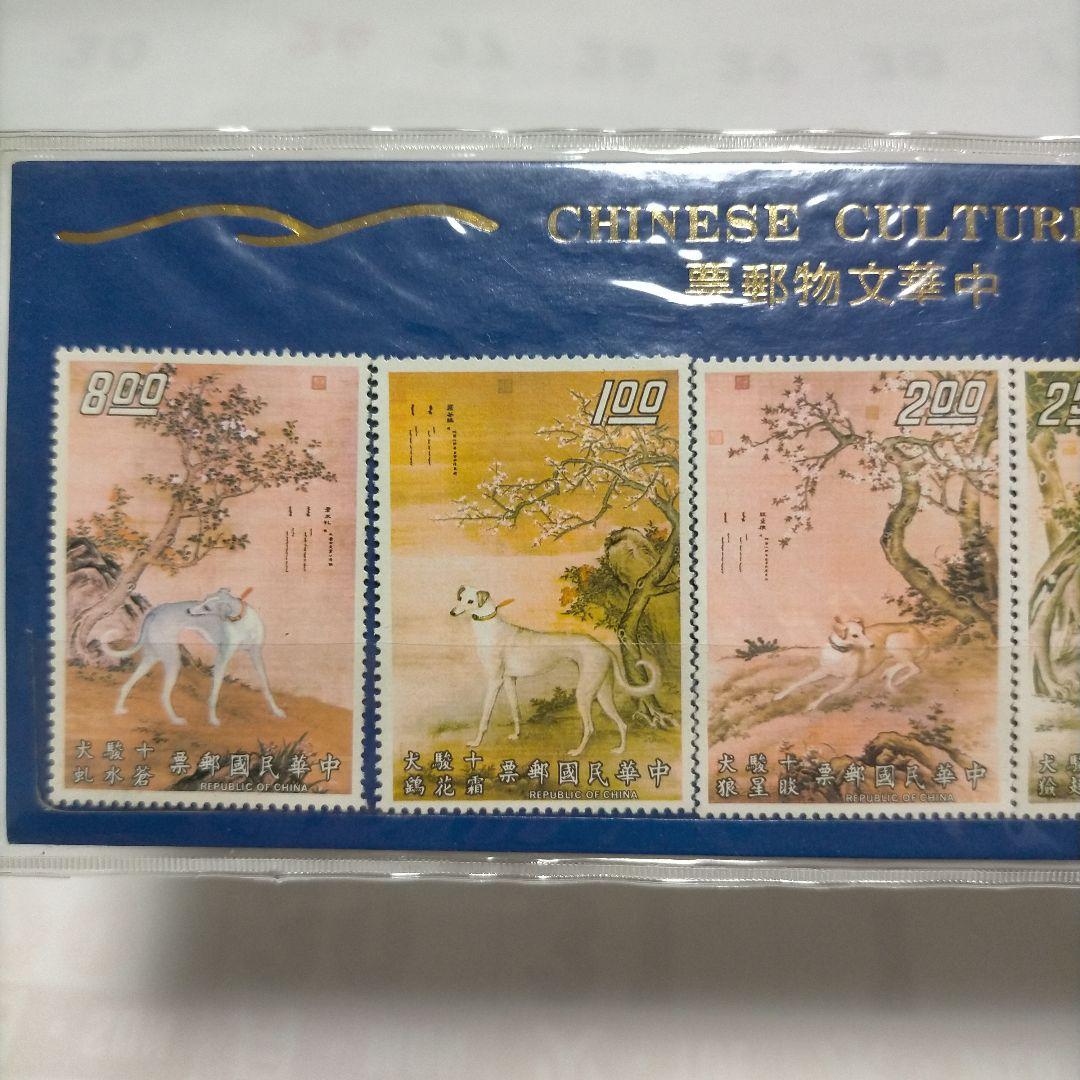 CHINESE CULTURE
中華文物郵票
8.00
十駿犬
蒼水虬
中華民國郵票
REPUBLIC OF CHINA
1.00
十駿犬
霜花鷂
中華民國郵票
REPUBLIC OF CHINA
2.00
十駿犬
睒星狼
中華民國郵票
REPUBLIC OF CHINA
駿犬